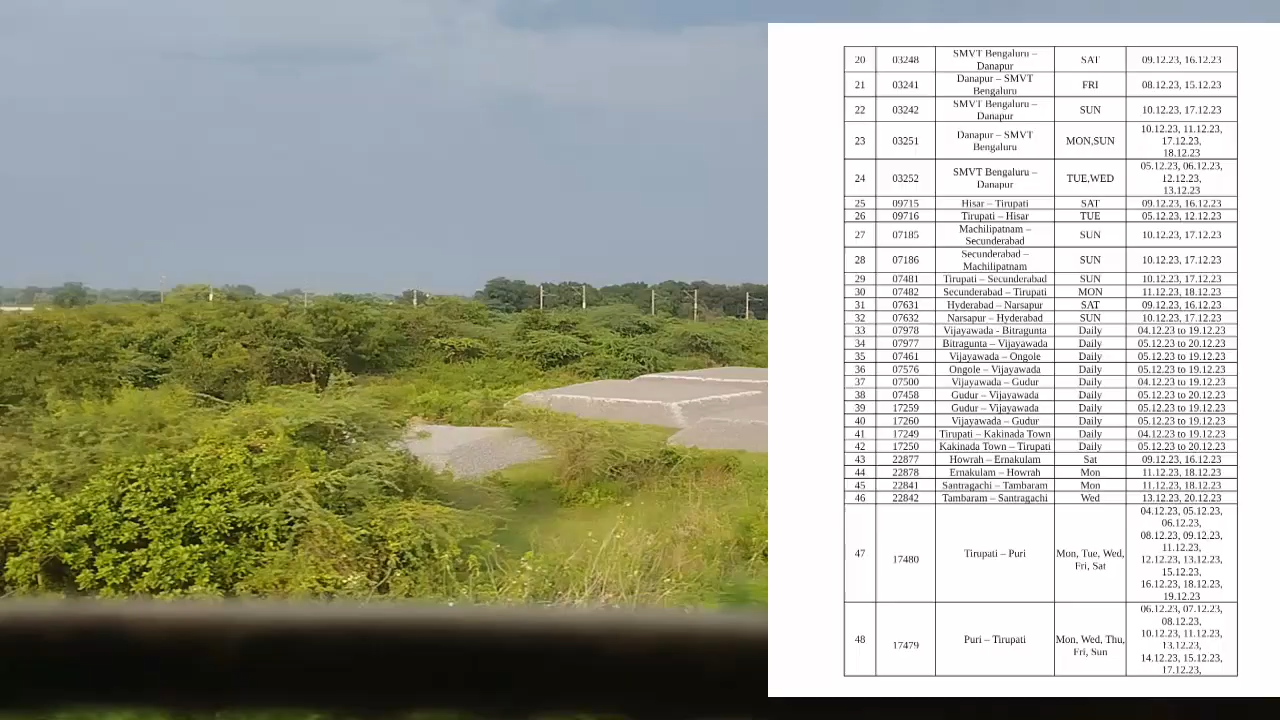 20 03248 SMVT Bengaluru – Danapur SAT 09.12.23, 16.12.23
21 03241 Danapur – SMVT Bengaluru FRI 08.12.23, 15.12.23
22 03242 SMVT Bengaluru – Danapur SUN 10.12.23, 17.12.23
23 03251 Danapur – SMVT Bengaluru MON,SUN 10.12.23, 11.12.23, 17.12.23, 18.12.23
24 03252 SMVT Bengaluru – Danapur TUE,WED 05.12.23, 06.12.23, 12.12.23, 13.12.23
25 09715 Hisar – Tirupati SAT 09.12.23, 16.12.23
26 09716 Tirupati – Hisar TUE 05.12.23, 12.12.23
27 07185 Machilipatnam – Secunderabad SUN 10.12.23, 17.12.23
28 07186 Secunderabad – Machilipatnam SUN 10.12.23, 17.12.23
29 07481 Tirupati – Secunderabad SUN 10.12.23, 17.12.23
30 07482 Secunderabad – Tirupati MON 11.12.23, 18.12.23
31 07631 Hyderabad – Narsapur SAT 09.12.23, 16.12.23
32 07632 Narsapur – Hyderabad SUN 10.12.23, 17.12.23
33 07978 Vijayawada - Bitragunta Daily 04.12.23 to 19.12.23
34 07977 Bitragunta – Vijayawada Daily 05.12.23 to 20.12.23
35 07461 Vijayawada – Ongole Daily 05.12.23 to 19.12.23
36 07576 Ongole – Vijayawada Daily 05.12.23 to 19.12.23
37 07500 Vijayawada – Gudur Daily 04.12.23 to 19.12.23
38 07458 Gudur – Vijayawada Daily 05.12.23 to 20.12.23
39 17259 Gudur – Vijayawada Daily 05.12.23 to 19.12.23
40 17260 Vijayawada – Gudur Daily 05.12.23 to 19.12.23
41 17249 Tirupati – Kakinada Town Daily 04.12.23 to 19.12.23
42 17250 Kakinada Town – Tirupati Daily 05.12.23 to 20.12.23
43 22877 Howrah – Ernakulam Sat 09.12.23, 16.12.23
44 22878 Ernakulam – Howrah Mon 11.12.23, 18.12.23
45 22841 Santragachi – Tambaram Mon 11.12.23, 18.12.23
46 22842 Tambaram – Santragachi Wed 13.12.23, 20.12.23
47 17480 Tirupati – Puri Mon, Tue, Wed, Fri, Sat 04.12.23, 05.12.23, 06.12.23, 08.12.23, 09.12.23, 11.12.23, 12.12.23, 13.12.23, 15.12.23, 16.12.23, 18.12.23, 19.12.23
48 17479 Puri – Tirupati Mon, Wed, Thu, Fri, Sun 06.12.23, 07.12.23, 08.12.23, 10.12.23, 11.12.23, 13.12.23, 14.12.23, 15.12.23, 17.12.23,